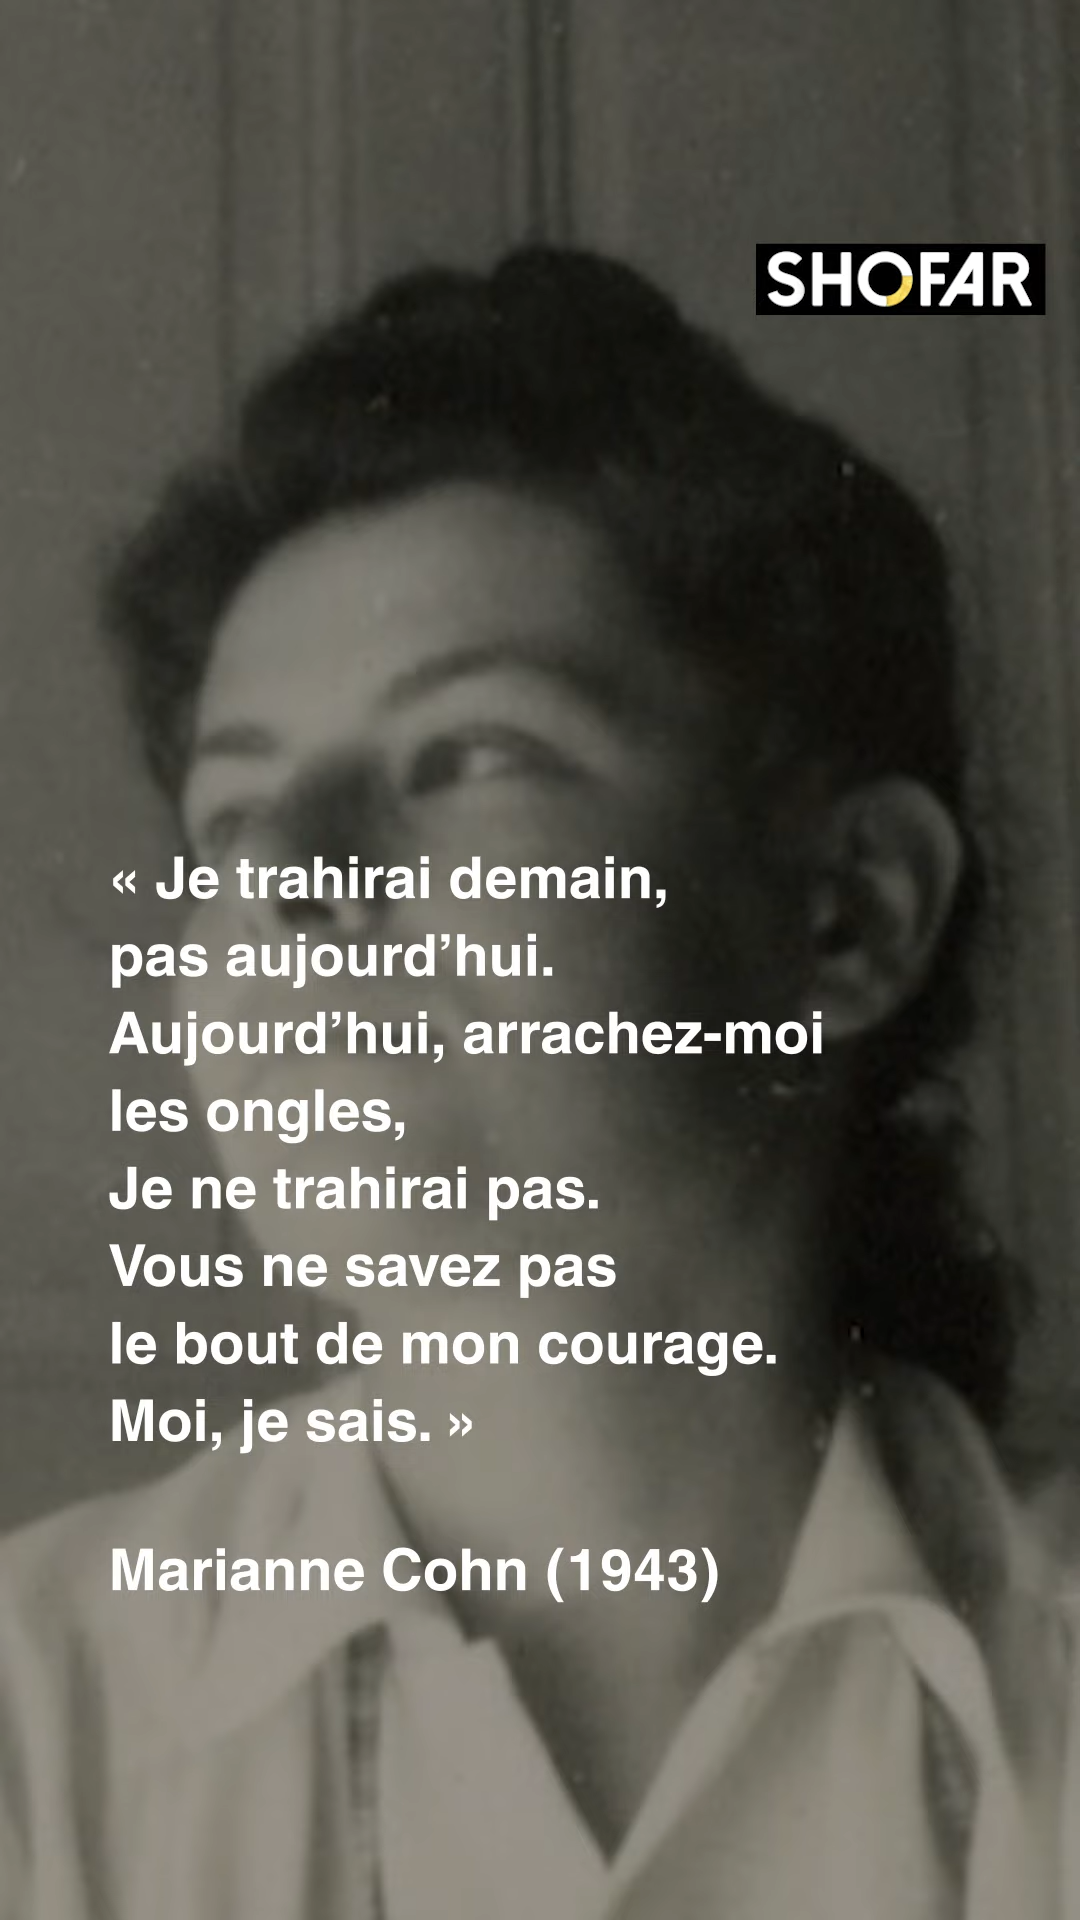 SHOFAR
« Je trahirai demain,
pas aujourd’hui.
Aujourd’hui, arrachez-moi
les ongles,
Je ne trahirai pas.
Vous ne savez pas
le bout de mon courage.
Moi, je sais. »
Marianne Cohn (1943)